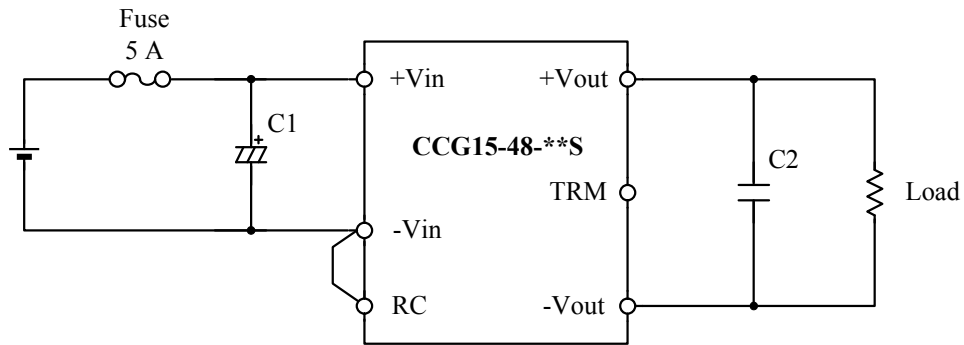 Fuse
5 A
+Vin
+Vout
C1
CCG15-48-**S
C2
TRM
Load
-Vin
RC
-Vout